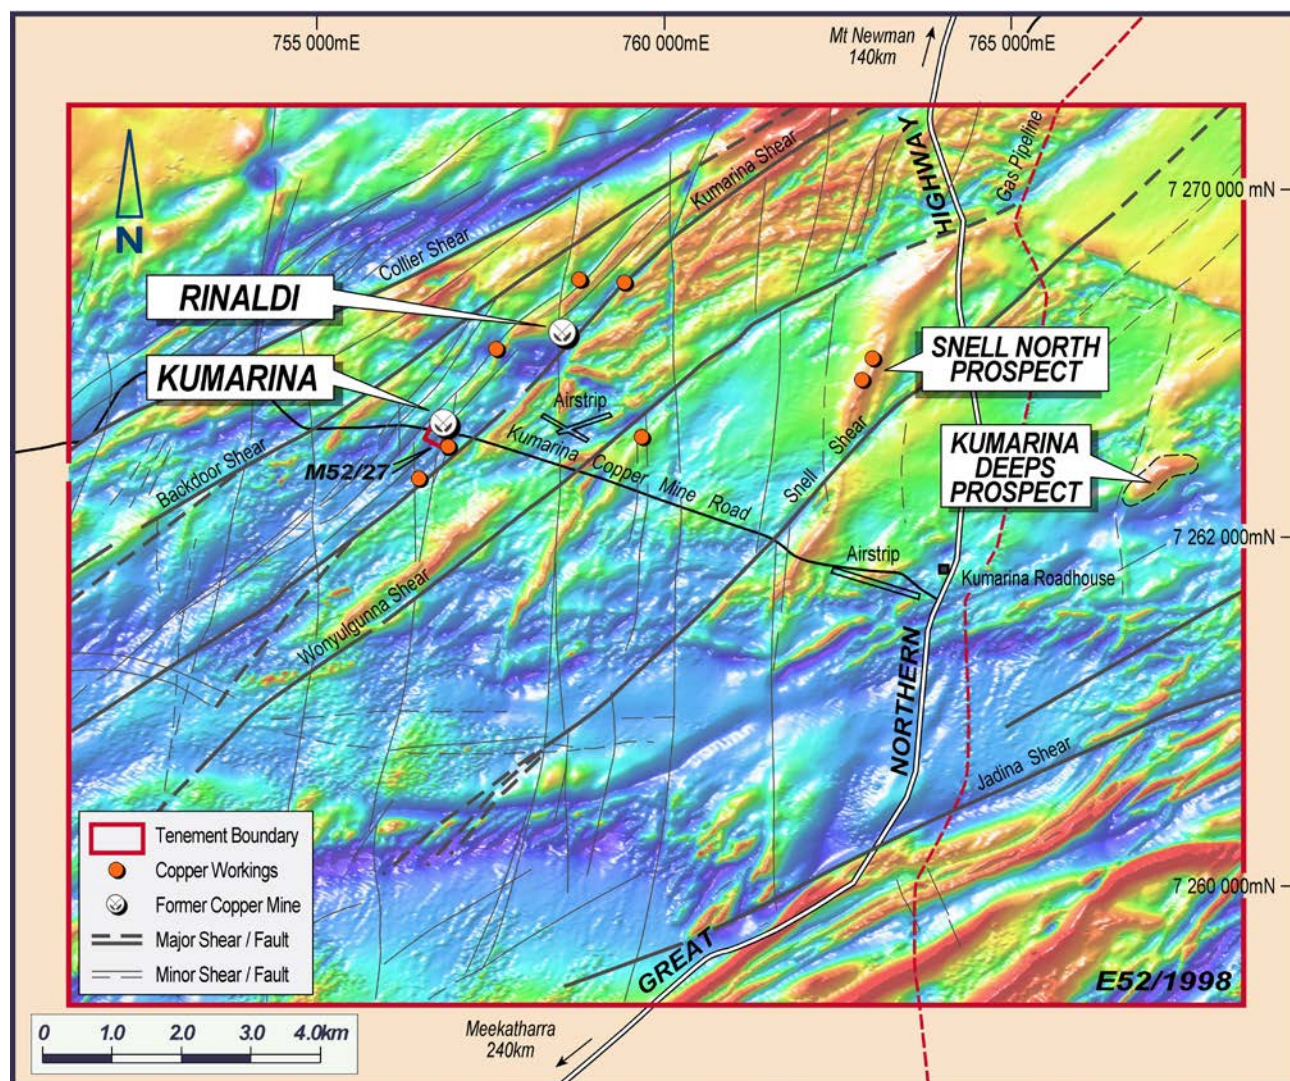 755 000mE
760 000mE
765 000mE
Mt Newman
140km
HIGHWAY
Gas Pipeline
7 270 000 mN
N
Collier Shear
Kumarina Shear
RINALDI
KUMARINA
SNELL NORTH
PROSPECT
Airstrip
Kumarina Copper Mine Road
M52/27
Backdoor Shear
Snell Shear
KUMARINA
DEEPS
PROSPECT
7 262 000mN
Airstrip
Kumarina Roadhouse
Wonyulgunna Shear
NORTHERN
Jadina Shear
Tenement Boundary
Copper Workings
Former Copper Mine
Major Shear / Fault
Minor Shear / Fault
7 260 000mN
GREAT
E52/1998
0 1.0 2.0 3.0 4.0km
Meekatharra
240km